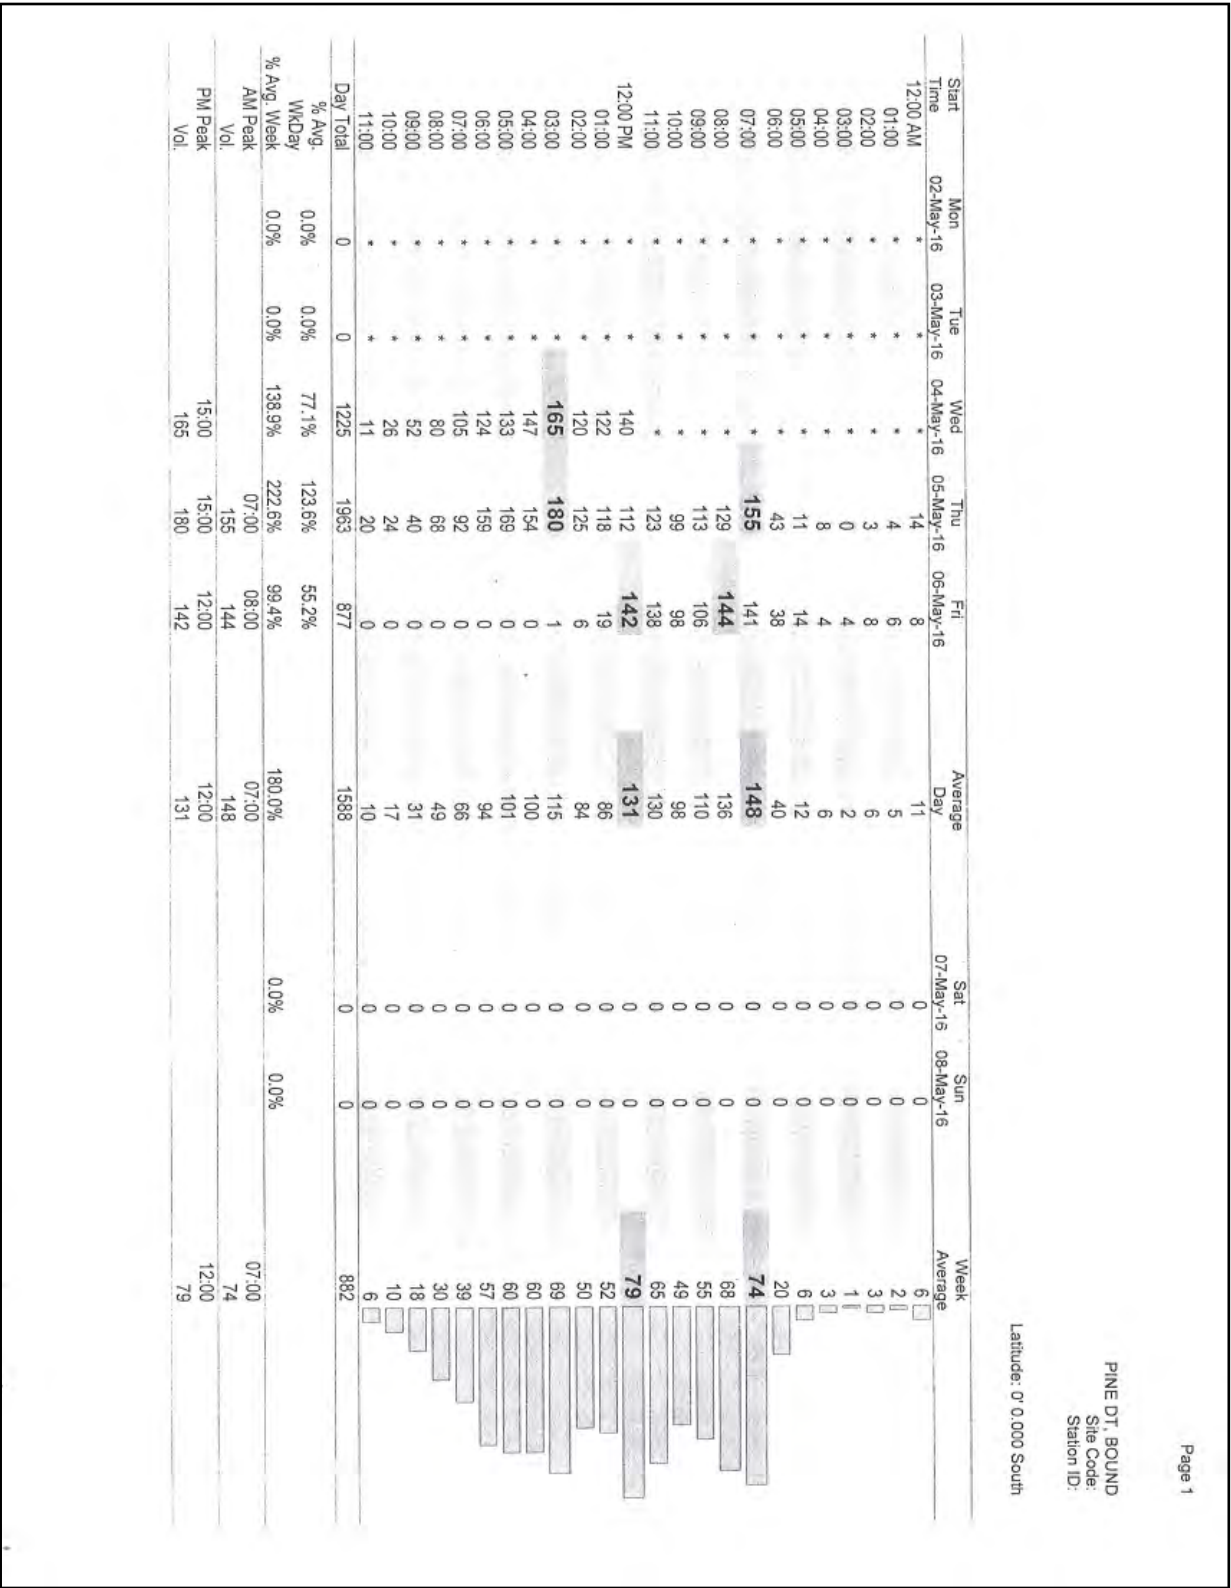 Page 1
PINE DT, BOUND
Site Code:
Station ID:
Latitude: 0' 0.000 South
Start Mon Tue Wed Thu Fri Average Sat Sun Week
Time 02-May-16 03-May-16 04-May-16 05-May-16 06-May-16 Day 07-May-16 08-May-16 Average
12:00 AM * * * 14 8 11 0 0 6
01:00 * * * 4 6 5 0 0 2
02:00 * * * 3 8 6 0 0 3
03:00 * * * 0 4 2 0 0 1
04:00 * * * 8 4 6 0 0 3
05:00 * * * 11 14 12 0 0 6
06:00 * * * 43 38 40 0 0 20
07:00 * * * 155 141 148 0 0 74
08:00 * * * 129 144 136 0 0 68
09:00 * * * 113 106 110 0 0 55
10:00 * * * 99 98 98 0 0 49
11:00 * * * 123 138 130 0 0 65
12:00 PM * * 140 112 142 131 0 0 79
01:00 * * 122 118 19 86 0 0 52
02:00 * * 120 125 6 84 0 0 50
03:00 * * 165 180 1 115 0 0 69
04:00 * * 147 154 0 100 0 0 60
05:00 * * 133 169 0 101 0 0 60
06:00 * * 124 159 0 94 0 0 57
07:00 * * 105 92 0 66 0 0 39
08:00 * * 80 68 0 49 0 0 30
09:00 * * 52 40 0 31 0 0 18
10:00 * * 26 24 0 17 0 0 10
11:00 * * 11 20 0 10 0 0 6
Day Total 0 0 1225 1963 877 1588 0 0 882
% Avg.
WkDay 0.0% 0.0% 77.1% 123.6% 55.2%
% Avg. Week 0.0% 0.0% 138.9% 222.6% 99.4% 180.0% 0.0% 0.0%
AM Peak 07:00 08:00 07:00 07:00
Vol. 155 144 148 74
PM Peak 15:00 15:00 12:00 12:00 12:00
Vol. 165 180 142 131 79